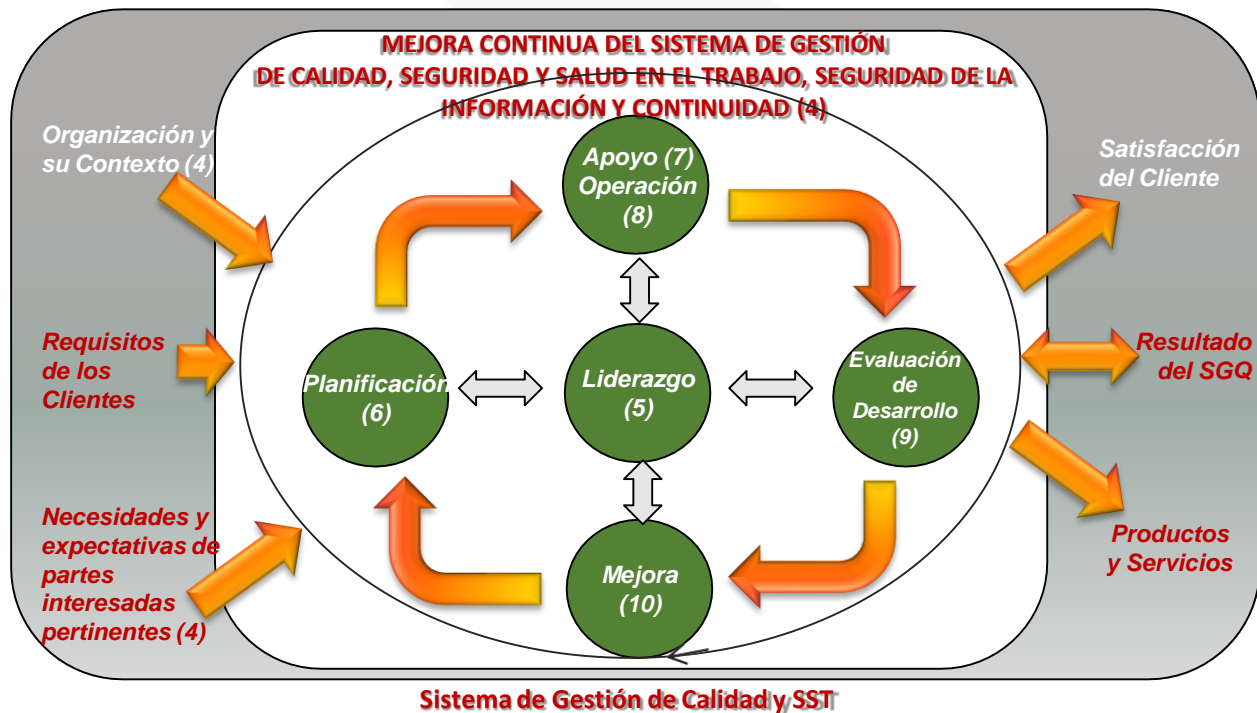 MEJORA CONTINUA DEL SISTEMA DE GESTIÓN
DE CALIDAD, SEGURIDAD Y SALUD EN EL TRABAJO, SEGURIDAD DE LA
INFORMACIÓN Y CONTINUIDAD (4)
Organización y
su Contexto (4)
Requisitos
de los
Clientes
Necesidades y
expectativas de
partes
interesadas
pertinentes (4)
Apoyo (7)
Operación
(8)
Planificación
(6)
Liderazgo
(5)
Evaluación
de
Desarrollo
(9)
Mejora
(10)
Satisfacción
del Cliente
Resultado
del SGQ
Productos
y Servicios
Sistema de Gestión de Calidad y SST